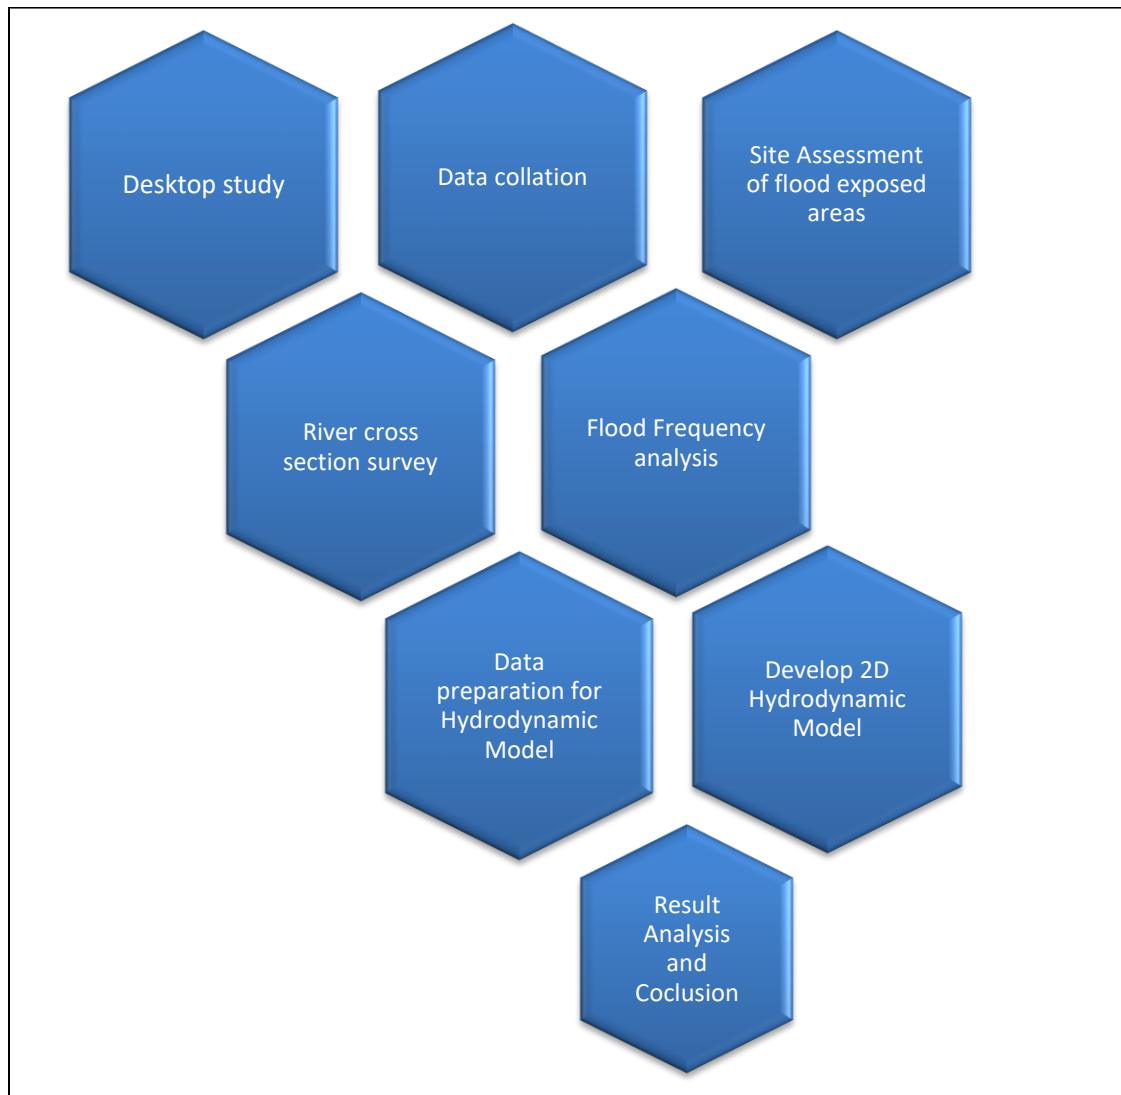 Desktop study
Data collation
Site Assessment
of flood exposed
areas
River cross
section survey
Flood Frequency
analysis
Data
preparation for
Hydrodynamic
Model
Develop 2D
Hydrodynamic
Model
Result
Analysis
and
Coclusion